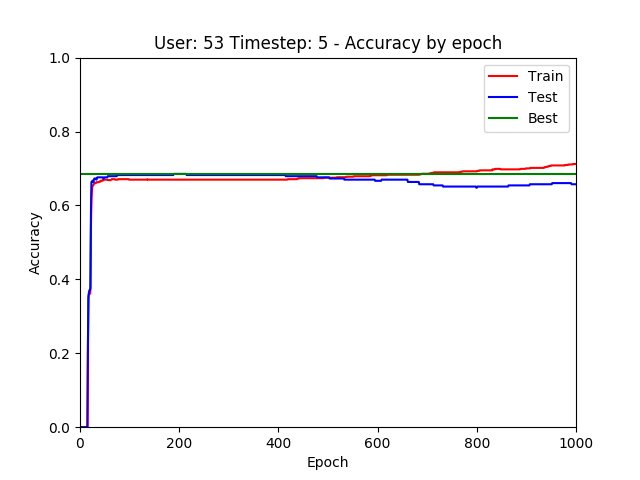 User: 53 Timestep: 5 - Accuracy by epoch
1.0
0.8
0.6
0.4
0.2
0.0
Accuracy
0 200 400 600 800 1000
Epoch
Train
Test
Best